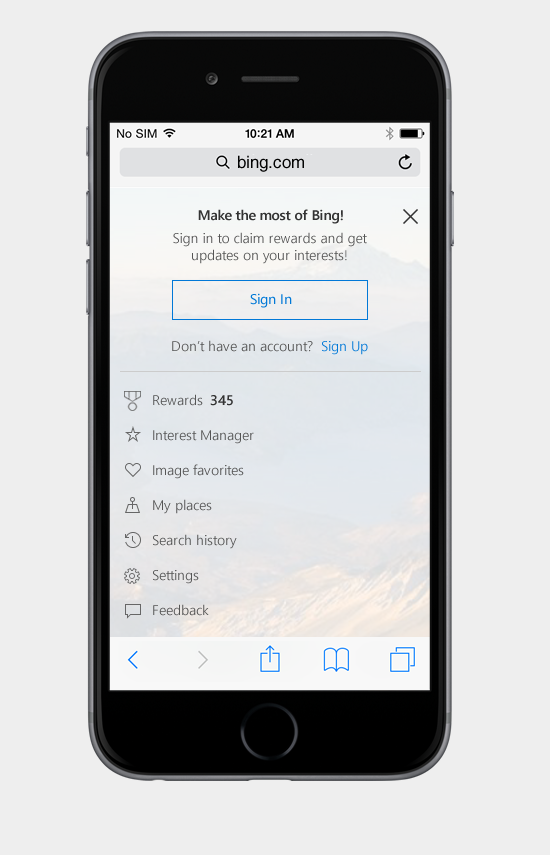 No SIM 10:21 AM
bing.com
Make the most of Bing!
Sign in to claim rewards and get
updates on your interests!
Sign In
Don't have an account? Sign Up
Rewards 345
Interest Manager
Image favorites
My places
Search history
Settings
Feedback